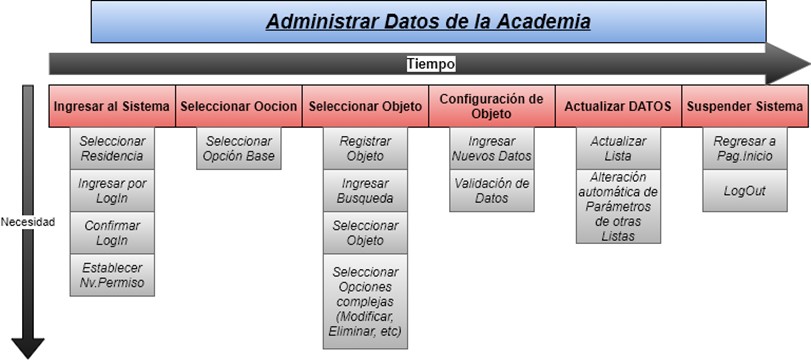 Administrar Datos de la Academia
Tiempo
Necesidad
Ingresar al Sistema
Seleccionar
Residencia
Ingresar por
LogIn
Confirmar
LogIn
Establecer
Nv.Permiso
Seleccionar Oocion
Seleccionar
Opción Base
Seleccionar Objeto
Registrar
Objeto
Ingresar
Busqueda
Seleccionar
Objeto
Seleccionar
Opciones
complejas
(Modificar,
Eliminar, etc)
Configuración de
Objeto
Ingresar
Nuevos Datos
Validación de
Datos
Actualizar DATOS
Actualizar
Lista
Alteración
automática de
Parámetros
de otras
Listas
Suspender Sistema
Regresar a
Pag.Inicio
LogOut